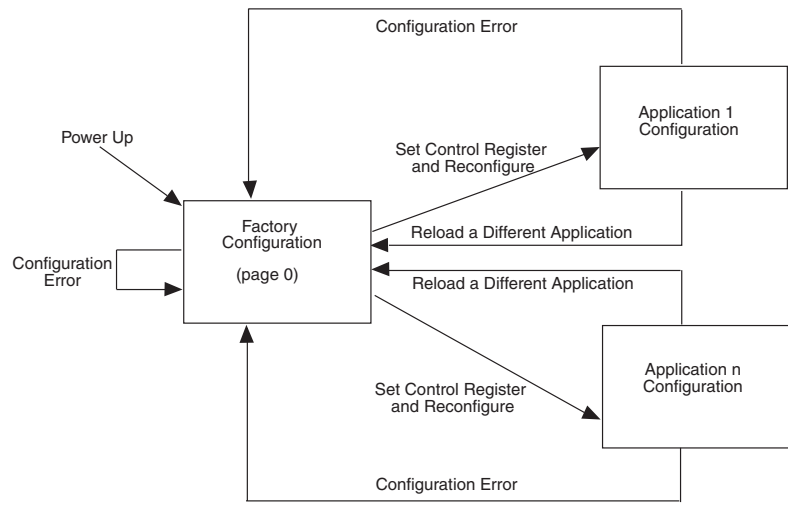 Configuration Error
Application 1
Configuration
Power Up
Set Control Register
and Reconfigure
Factory
Configuration
(page 0)
Reload a Different Application
Configuration
Error
Reload a Different Application
Application n
Configuration
Set Control Register
and Reconfigure
Configuration Error